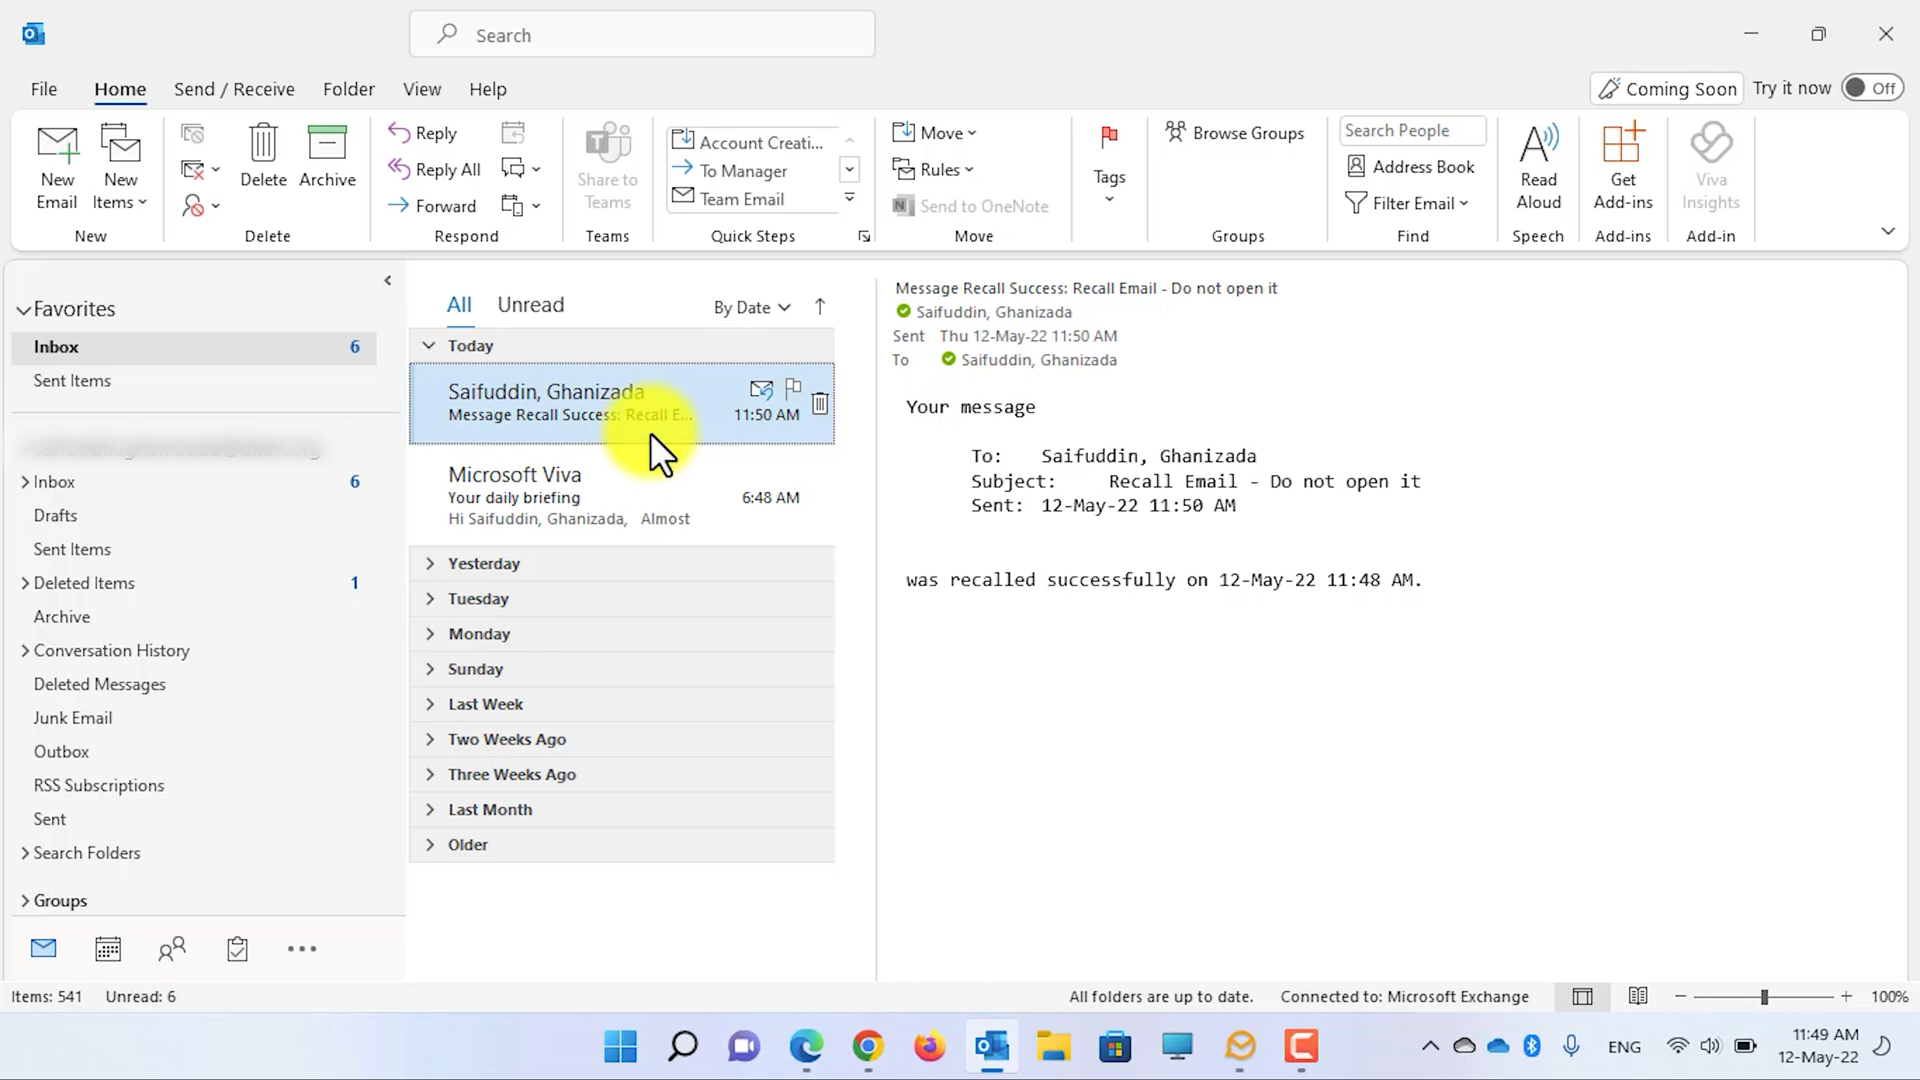 Search
File Home Send / Receive Folder View Help
Coming Soon Try it now Off
New Email
New Items
New
Delete
Archive
Delete
Reply
Reply All
Forward
Respond
Share to Teams
Teams
Account Creati...
To Manager
Team Email
Quick Steps
Move
Rules
Send to OneNote
Move
Tags
Browse Groups
Groups
Search People
Address Book
Filter Email
Find
Read Aloud
Speech
Get Add-ins
Add-ins
Viva Insights
Add-in
Favorites
Inbox 6
Sent Items
Inbox 6
Drafts
Sent Items
Deleted Items 1
Archive
Conversation History
Deleted Messages
Junk Email
Outbox
RSS Subscriptions
Sent
Search Folders
Groups
All Unread By Date
Today
Saifuddin, Ghanizada
Message Recall Success: Recall E... 11:50 AM
Microsoft Viva
Your daily briefing 6:48 AM
Hi Saifuddin, Ghanizada, Almost
Yesterday
Tuesday
Monday
Sunday
Last Week
Two Weeks Ago
Three Weeks Ago
Last Month
Older
Message Recall Success: Recall Email - Do not open it
Saifuddin, Ghanizada
Sent Thu 12-May-22 11:50 AM
To Saifuddin, Ghanizada
Your message
To: Saifuddin, Ghanizada
Subject: Recall Email - Do not open it
Sent: 12-May-22 11:50 AM
was recalled successfully on 12-May-22 11:48 AM.
Items: 541 Unread: 6 All folders are up to date. Connected to: Microsoft Exchange 100%
ENG 11:49 AM
12-May-22